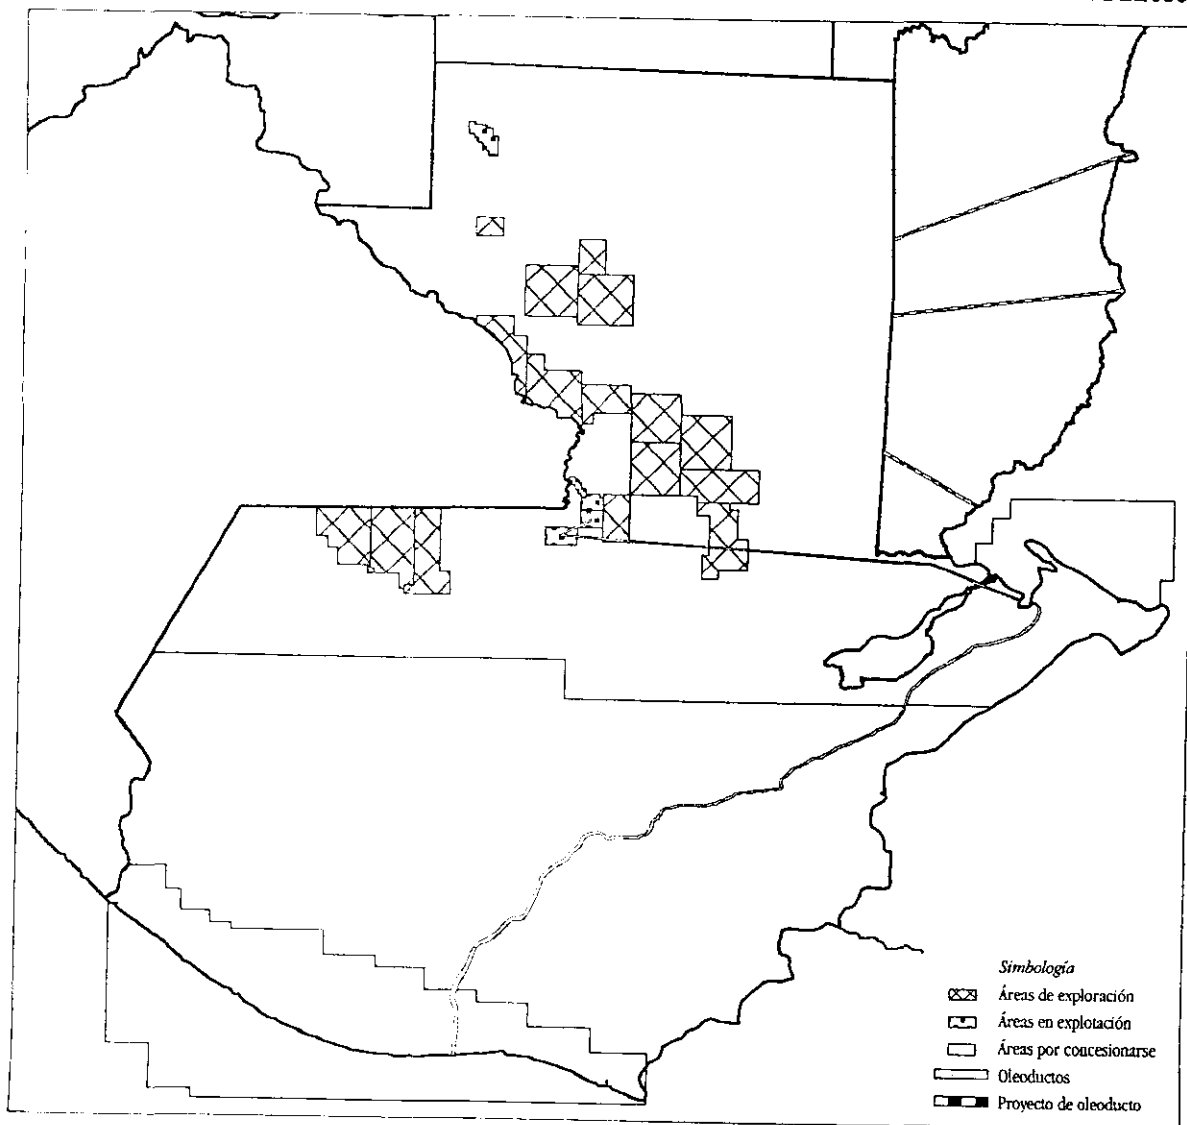 Simbología
Áreas de exploración
Áreas en explotación
Áreas por concesionarse
Oleoductos
Proyecto de oleoducto